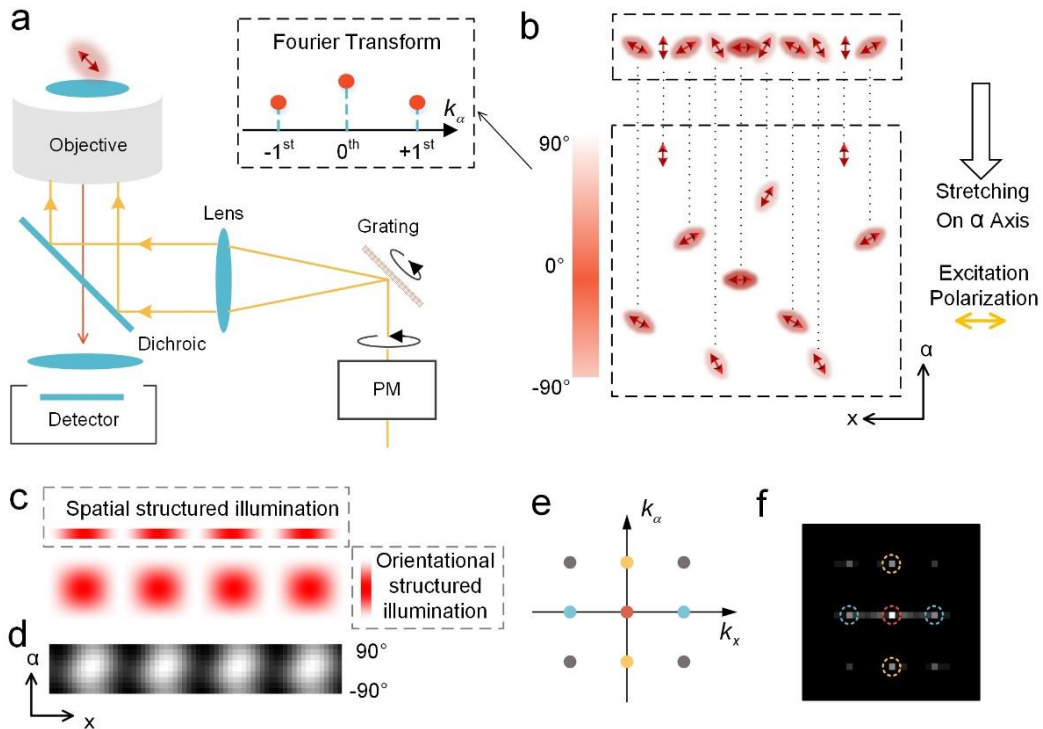 a
Fourier Transform
kα
-1st
0th
+1st
Objective
Lens
Grating
Dichroic
PM
Detector
b
90°
0°
-90°
Stretching
On α Axis
Excitation
Polarization
α
x
c
Spatial structured illumination
Orientational
structured
illumination
d
α
90°
-90°
x
e
kα
kx
f